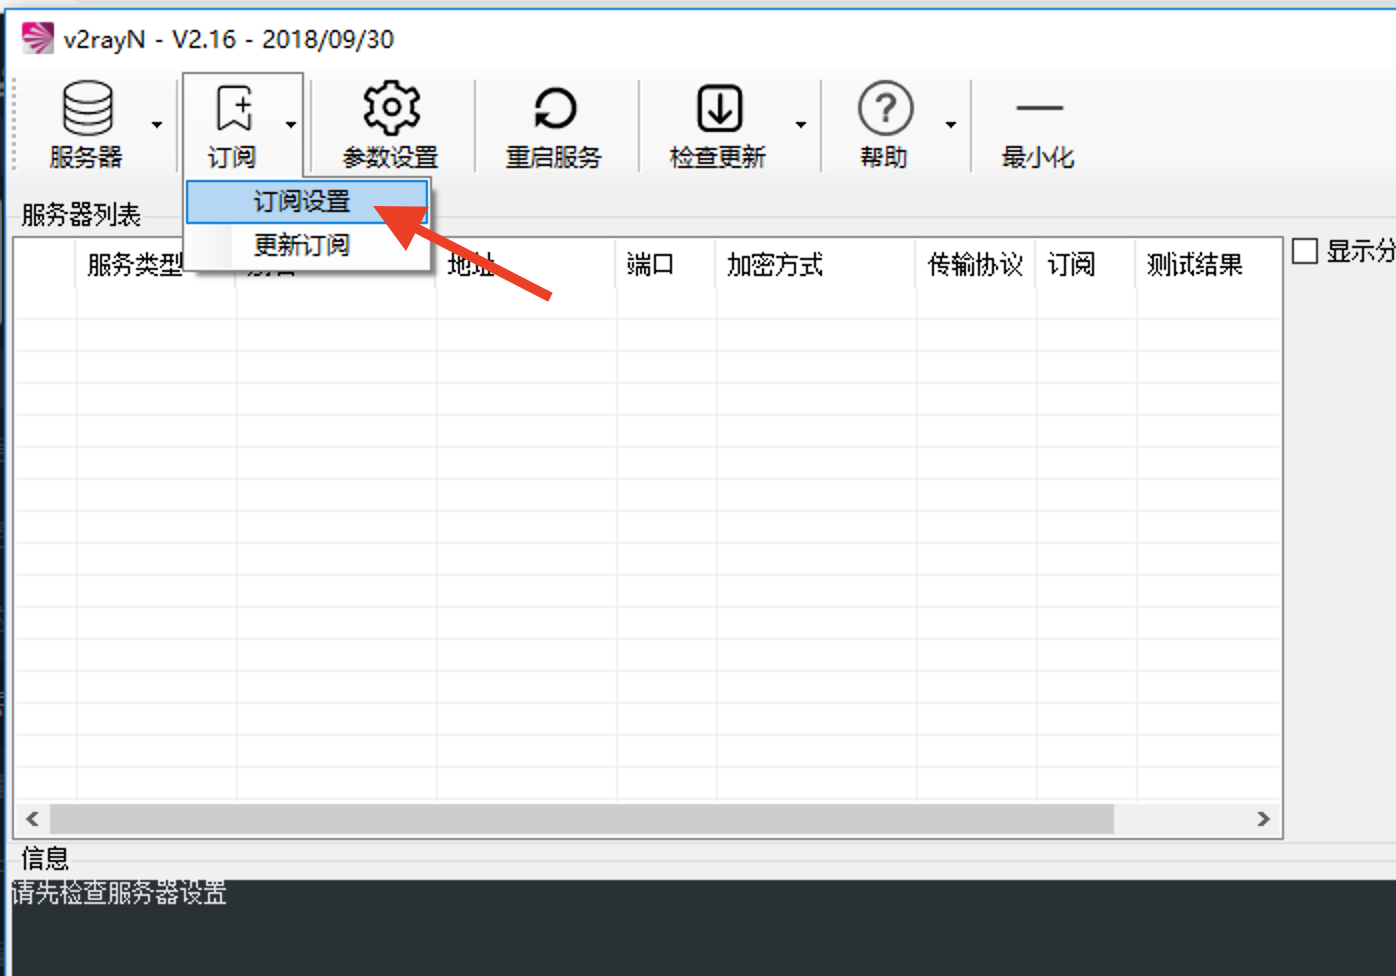 v2rayN - V2.16 - 2018/09/30
服务器
订阅
参数设置
重启服务
检查更新
帮助
最小化
订阅设置
更新订阅
服务器列表
服务类型
地址
端口
加密方式
传输协议
订阅
测试结果
显示分
信息
请先检查服务器设置